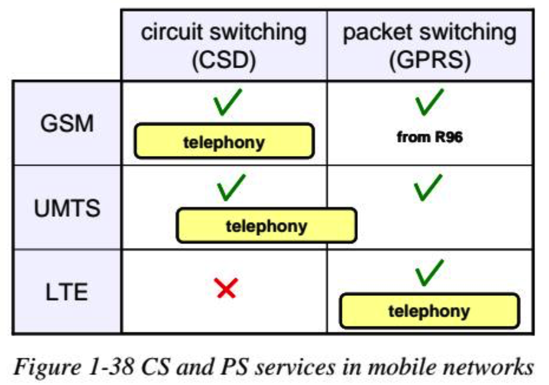 circuit switching
(CSD)
packet switching
(GPRS)
GSM
telephony
from R96
UMTS
telephony
LTE
telephony
Figure 1-38 CS and PS services in mobile networks